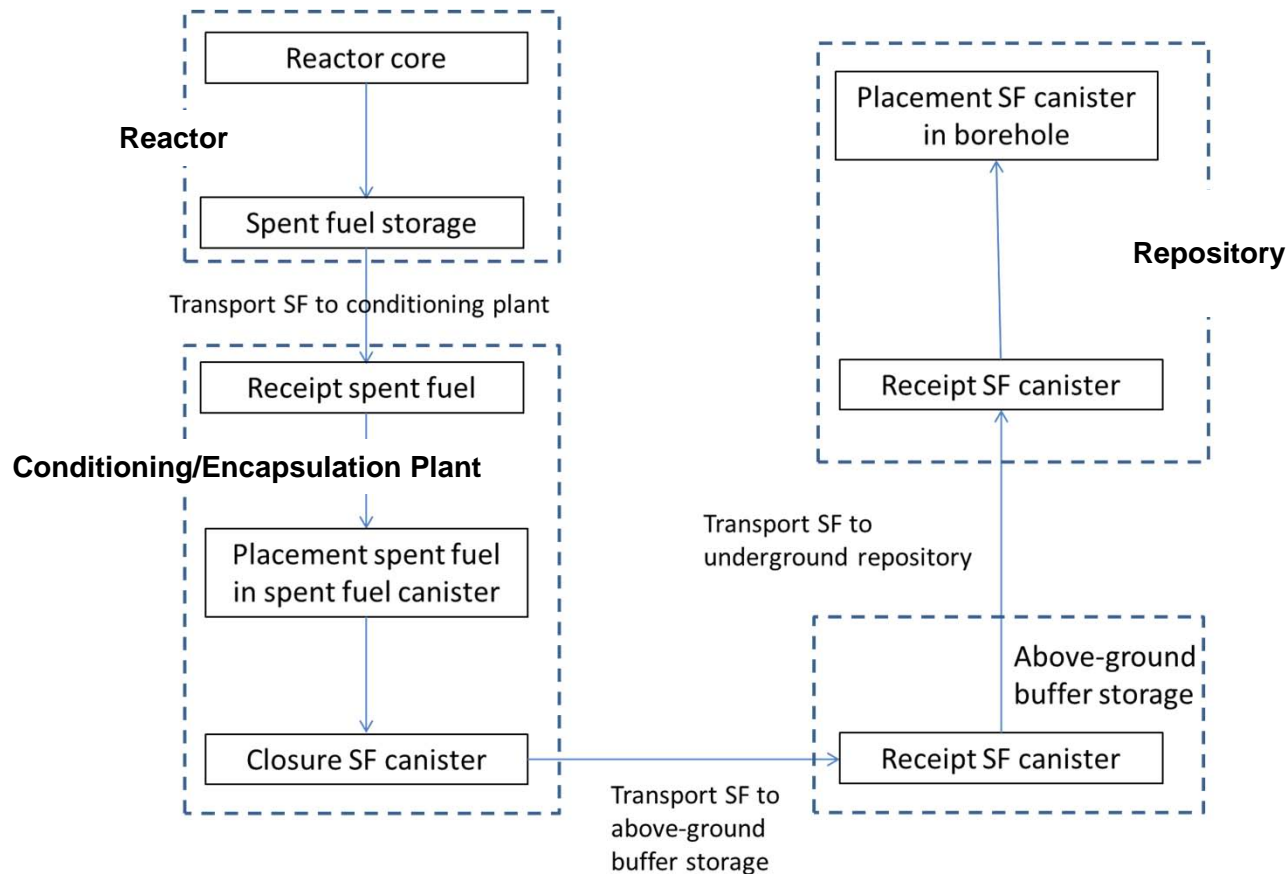 Reactor core
Reactor
Spent fuel storage
Transport SF to conditioning plant
Receipt spent fuel
Conditioning/Encapsulation Plant
Placement spent fuel
in spent fuel canister
Closure SF canister
Transport SF to
above-ground
buffer storage
Above-ground
buffer storage
Receipt SF canister
Transport SF to
underground repository
Receipt SF canister
Repository
Placement SF canister
in borehole